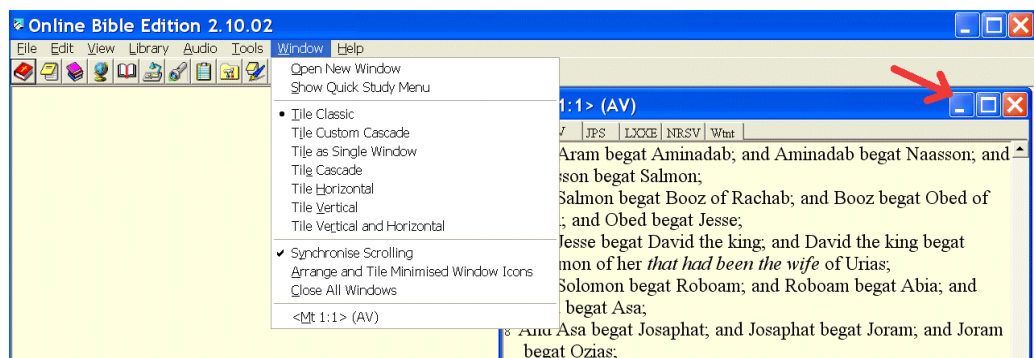 Online Bible Edition 2.10.02
File Edit View Library Audio Tools Window Help
Open New Window
Show Quick Study Menu
Tile Classic
Tile Custom Cascade
Tile as Single Window
Tile Cascade
Tile Horizontal
Tile Vertical
Tile Vertical and Horizontal
Synchronise Scrolling
Arrange and Tile Minimised Window Icons
Close All Windows
<Mt 1:1> (AV)
1:1> (AV)
JPS LXXE NRSV Wmt
Aram begat Aminadab; and Aminadab begat Naasson; and
sson begat Salmon;
Salmon begat Booz of Rachab; and Booz begat Obed of
; and Obed begat Jesse;
Jesse begat David the king; and David the king begat
mon of her that had been the wife of Urias;
Solomon begat Roboam; and Roboam begat Abia; and
begat Asa;
8 And Asa begat Josaphat; and Josaphat begat Joram; and Joram
begat Ozias;